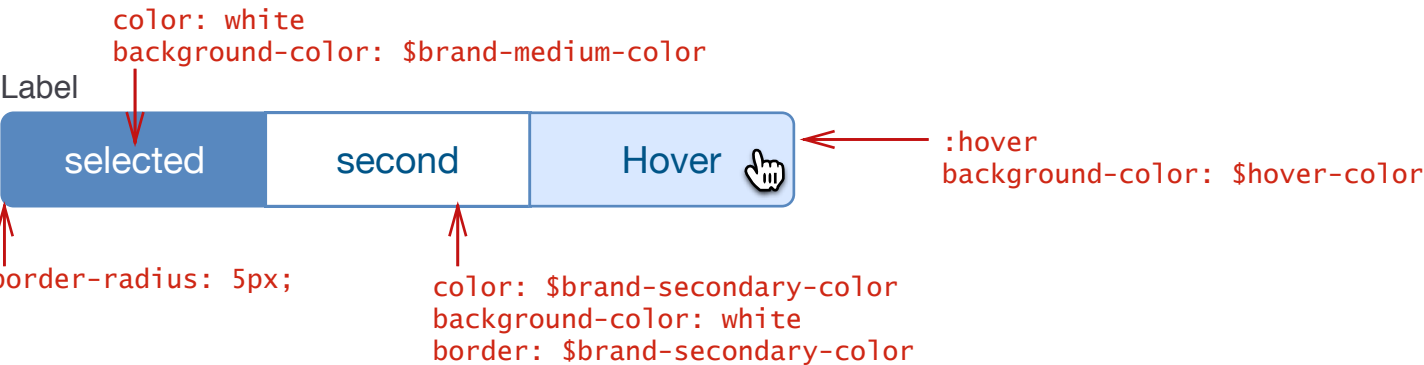 color: white
background-color: $brand-medium-color
Label
selected second Hover
:hover
background-color: $hover-color
border-radius: 5px;
color: $brand-secondary-color
background-color: white
border: $brand-secondary-color